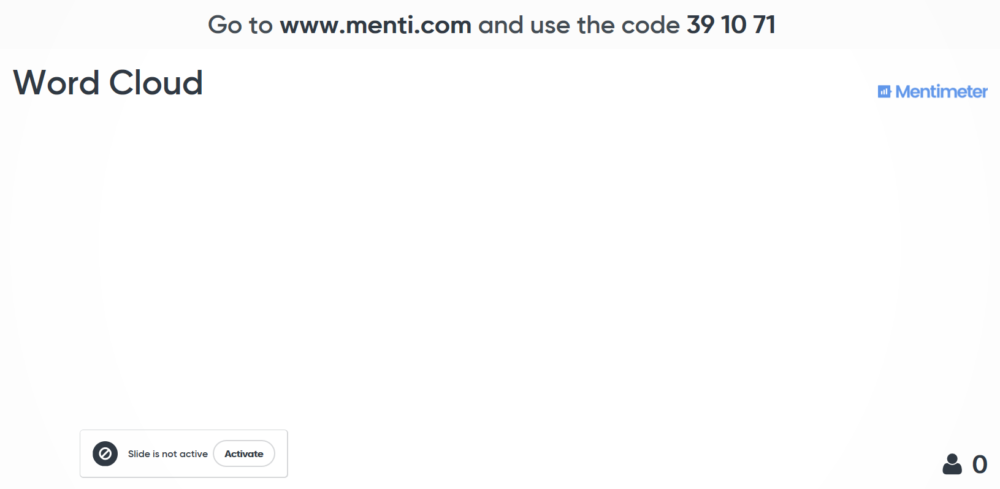 Go to www.menti.com and use the code 39 10 71
Word Cloud
Mentimeter
Slide is not active Activate
0